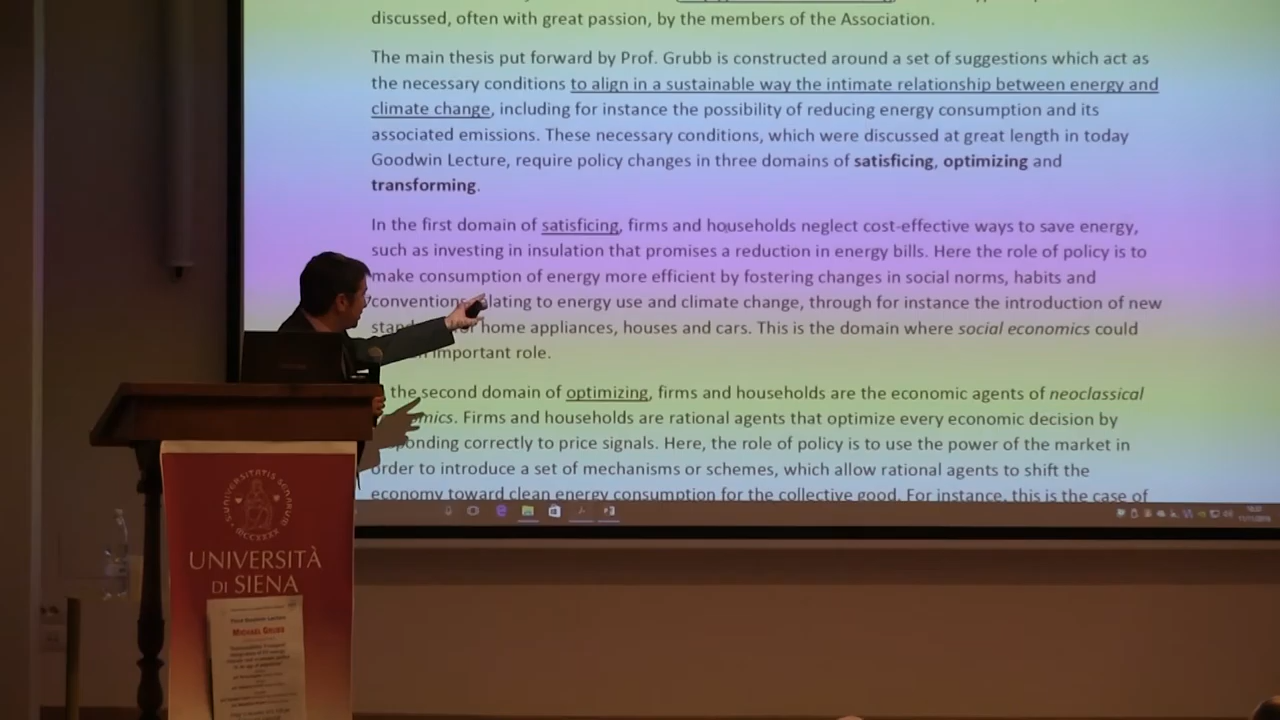 discussed, often with great passion, by the members of the Association.
The main thesis put forward by Prof. Grubb is constructed around a set of suggestions which act as
the necessary conditions to align in a sustainable way the intimate relationship between energy and
climate change, including for instance the possibility of reducing energy consumption and its
associated emissions. These necessary conditions, which were discussed at great length in today
Goodwin Lecture, require policy changes in three domains of satisficing, optimizing and
transforming.
In the first domain of satisficing, firms and households neglect cost-effective ways to save energy,
such as investing in insulation that promises a reduction in energy bills. Here the role of policy is to
make consumption of energy more efficient by fostering changes in social norms, habits and
convention lating to energy use and climate change, through for instance the introduction of new
home appliances, houses and cars. This is the domain where social economics could
important role.
the second domain of optimizing, firms and households are the economic agents of neoclassical
mics. Firms and households are rational agents that optimize every economic decision by
onding correctly to price signals. Here, the role of policy is to use the power of the market in
order to introduce a set of mechanisms or schemes, which allow rational agents to shift the
economy toward clean energy consumption for the collective good. For instance, this is the case of
UNIVERSITÀ
DI SIENA
MICHAEL GRUBB